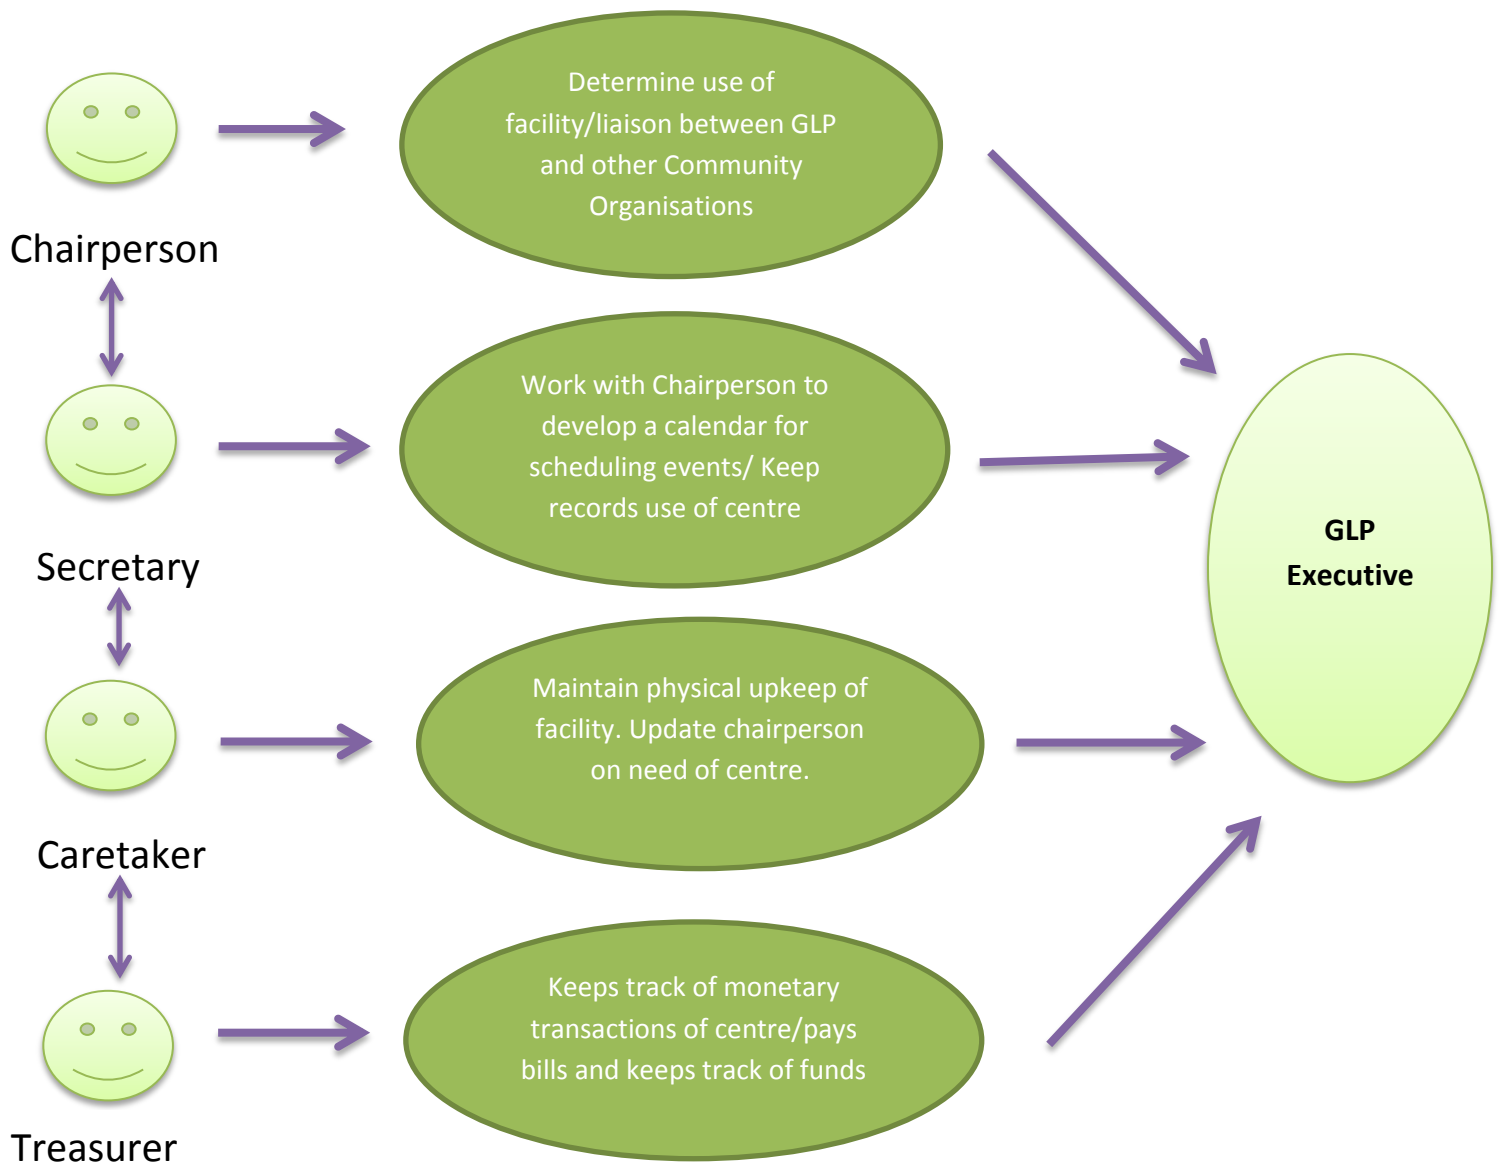 Determine use of
facility/liaison between GLP
and other Community
Organisations
Chairperson
Work with Chairperson to
develop a calendar for
scheduling events/ Keep
records use of centre
Secretary
GLP
Executive
Maintain physical upkeep of
facility. Update chairperson
on need of centre.
Caretaker
Keeps track of monetary
transactions of centre/pays
bills and keeps track of funds
Treasurer